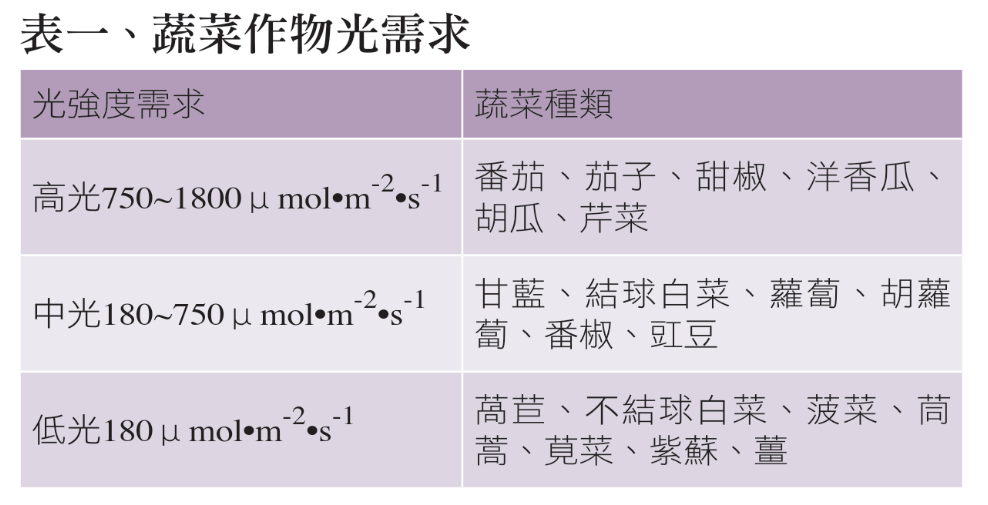 表一、蔬菜作物光需求
光強度需求
蔬菜種類
高光750~1800 μ mol•m⁻²•s⁻¹
番茄、茄子、甜椒、洋香瓜、
胡瓜、芹菜
中光180~750 μ mol•m⁻²•s⁻¹
甘藍、結球白菜、蘿蔔、胡蘿
蔔、番椒、豇豆
低光180 μ mol•m⁻²•s⁻¹
萵苣、不結球白菜、菠菜、茼
蒿、莧菜、紫蘇、薑